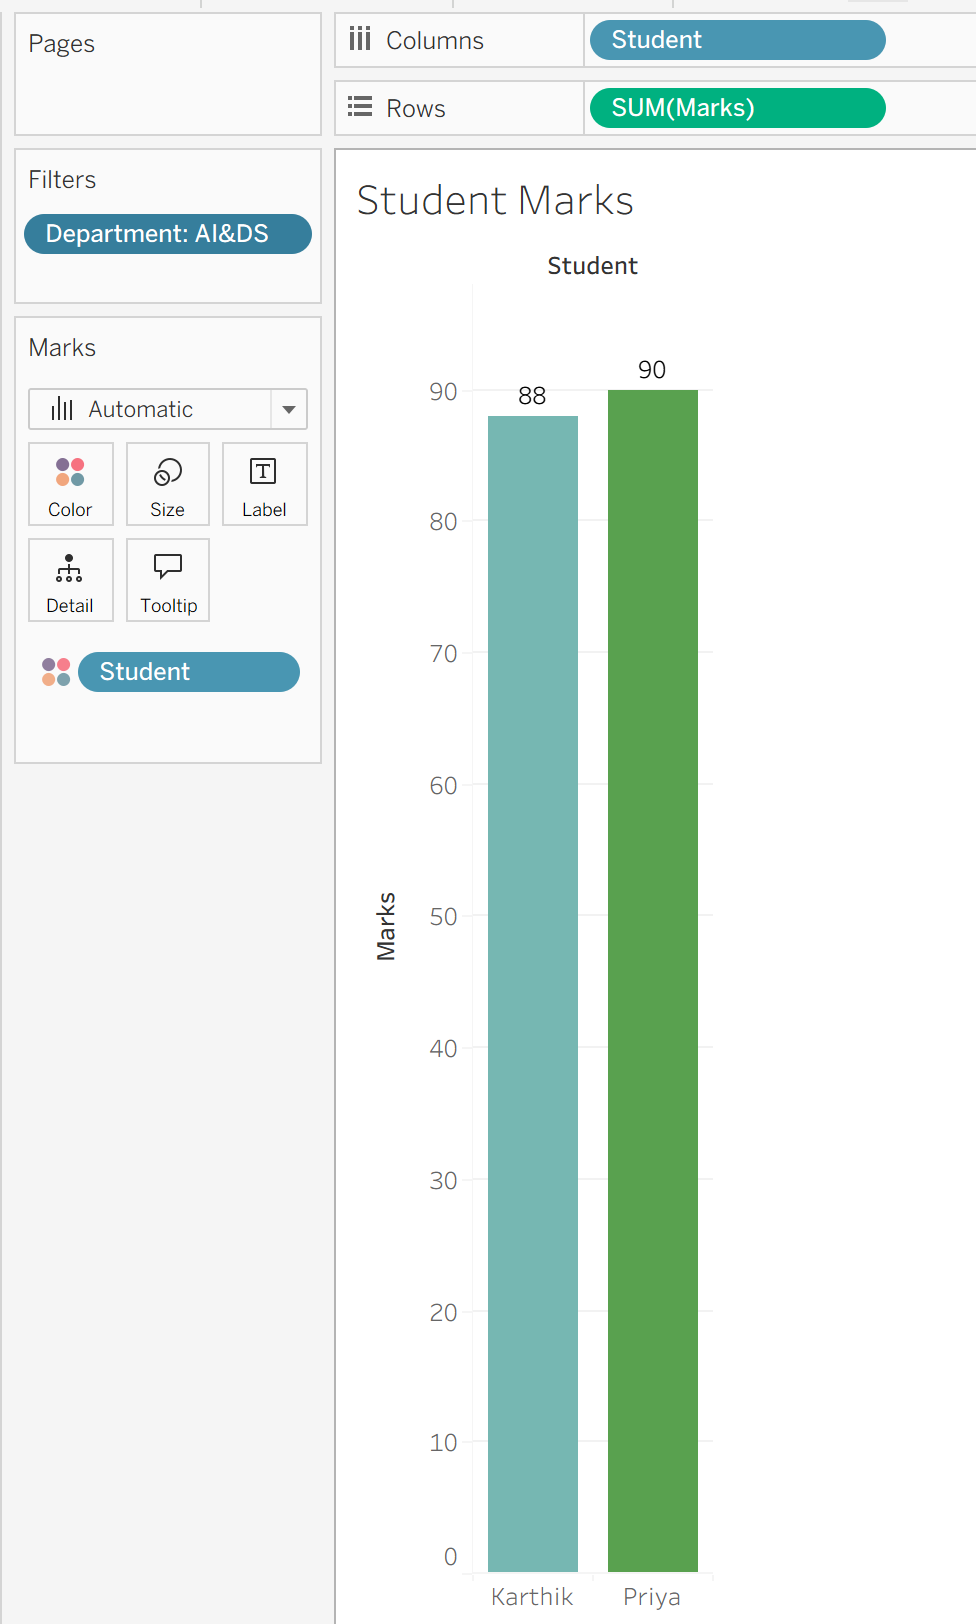 Pages
Columns
Student
Rows
SUM(Marks)
Filters
Department: AI&DS
Marks
Automatic
Color
Size
Label
Detail
Tooltip
Student
Student Marks
Student
88
90
90
80
70
60
50
40
30
20
10
0
Marks
Karthik
Priya